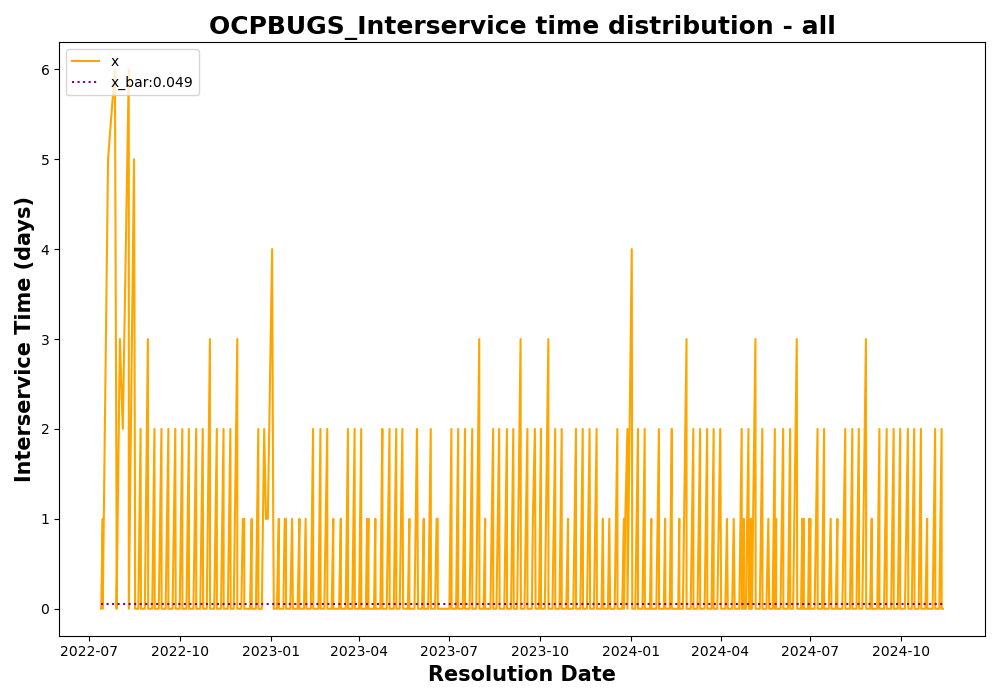 OCPBUGS_Interservice time distribution - all
x
x_bar:0.049
Interservice Time (days)
6
5
4
3
2
1
0
2022-07 2022-10 2023-01 2023-04 2023-07 2023-10 2024-01 2024-04 2024-07 2024-10
Resolution Date